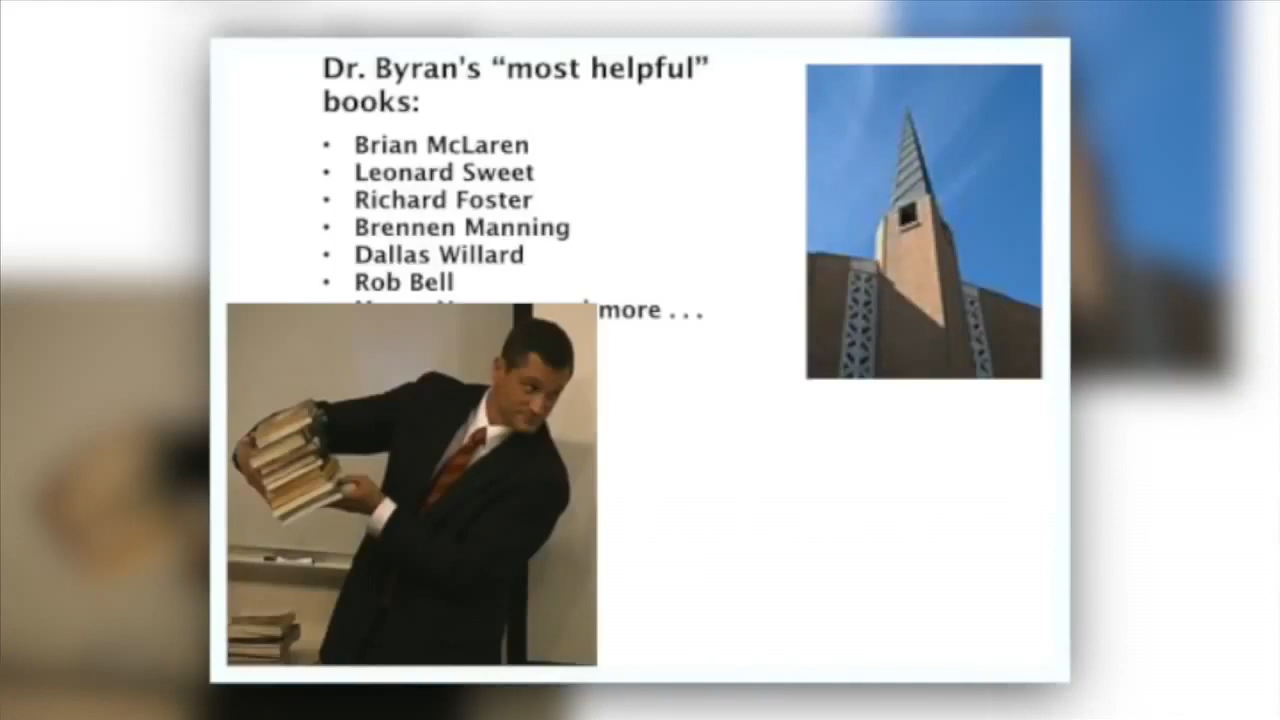 Dr. Byran's “most helpful”
books:
• Brian McLaren
• Leonard Sweet
• Richard Foster
• Brennen Manning
• Dallas Willard
• Rob Bell
more . . .